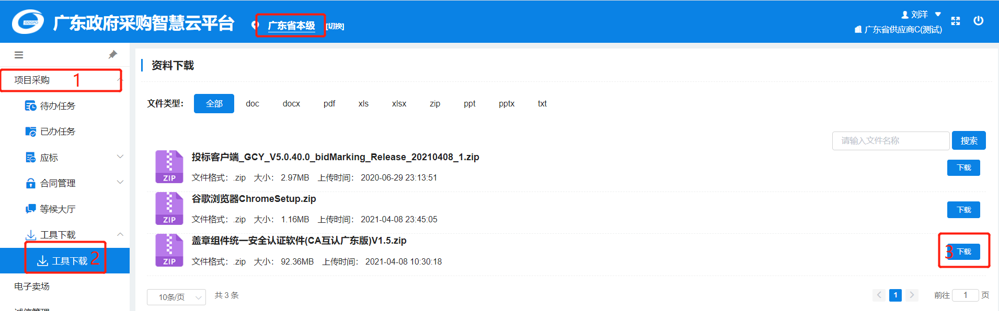 GDGPO
广东政府采购智慧云平台
广东省本级
[切换]
刘洋
广东省供应商C(测试)
项目采购
1
待办任务
已办任务
应标
合同管理
等候大厅
工具下载
工具下载
2
电子卖场
诚信管理
资料下载
文件类型：
全部 doc docx pdf xls xlsx zip ppt pptx txt
请输入文件名称
搜索
ZIP
投标客户端_GCY_V5.0.40.0_bidMarking_Release_20210408_1.zip
文件格式： .zip 大小： 2.97MB 上传时间： 2020-06-29 23:13:51
下载
ZIP
谷歌浏览器ChromeSetup.zip
文件格式： .zip 大小： 1.16MB 上传时间： 2021-04-08 23:45:05
下载
ZIP
盖章组件统一安全认证软件(CA互认广东版)V1.5.zip
文件格式： .zip 大小： 92.36MB 上传时间： 2021-04-08 10:30:18
3
下载
10条/页
共 3 条
1
前往 1 页